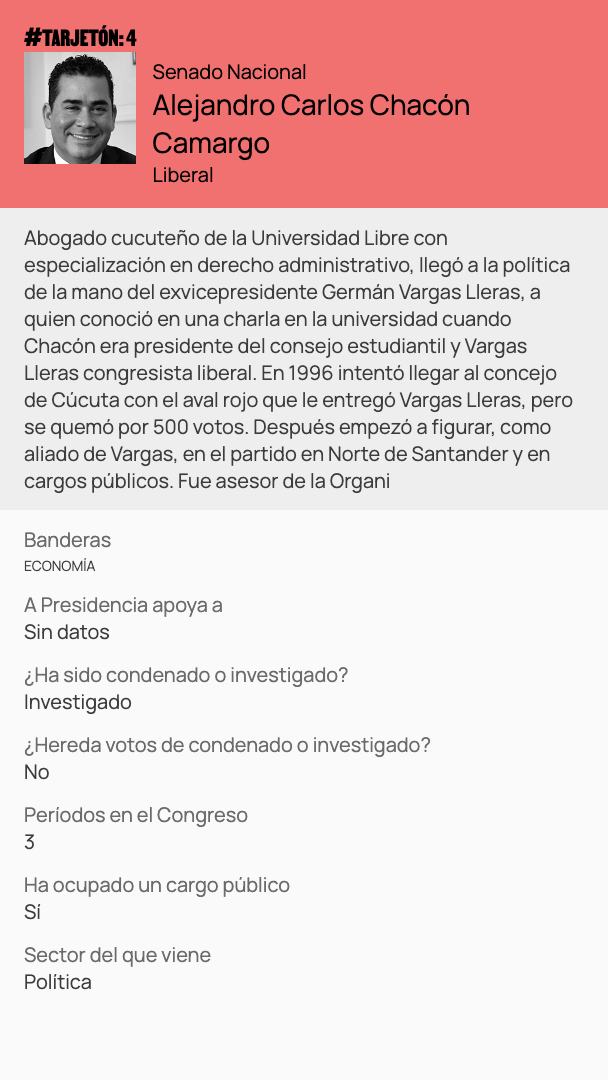 #TARJETÓN: 4
Senado Nacional
Alejandro Carlos Chacón
Camargo
Liberal
Abogado cucuteño de la Universidad Libre con
especialización en derecho administrativo, llegó a la política
de la mano del exvicepresidente Germán Vargas Lleras, a
quien conoció en una charla en la universidad cuando
Chacón era presidente del consejo estudiantil y Vargas
Lleras congresista liberal. En 1996 intentó llegar al concejo
de Cúcuta con el aval rojo que le entregó Vargas Lleras, pero
se quemó por 500 votos. Después empezó a figurar, como
aliado de Vargas, en el partido en Norte de Santander y en
cargos públicos. Fue asesor de la Organi
Banderas
ECONOMÍA
A Presidencia apoya a
Sin datos
¿Ha sido condenado o investigado?
Investigado
¿Hereda votos de condenado o investigado?
No
Períodos en el Congreso
3
Ha ocupado un cargo público
Sí
Sector del que viene
Política